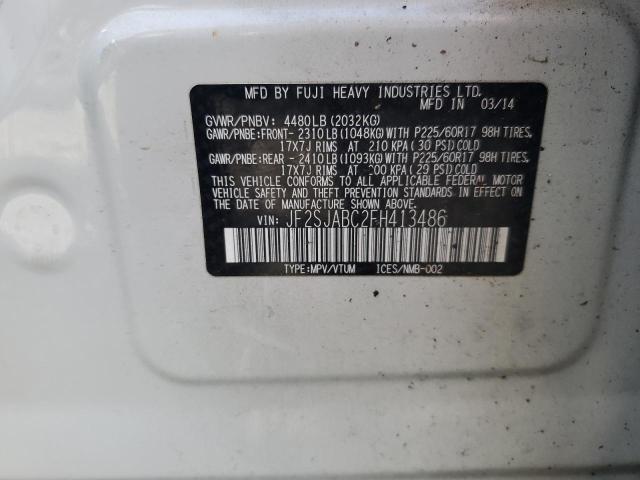 MFD BY FUJI HEAVY INDUSTRIES LTD.
MFD IN 03/14
GVWR/PNBV: 4480LB (2032KG)
GAWR/PNBE:FRONT- 2310LB (1048KG) WITH P225/60R17 98H TIRES,
17X7J RIMS AT 210 KPA ( 30 PSI) COLD
GAWR/PNBE:REAR - 2410LB (1093KG) WITH P225/60R17 98H TIRES,
17X7J RIMS AT 200 KPA ( 29 PSI) COLD
THIS VEHICLE CONFORMS TO ALL APPLICABLE FEDERAL MOTOR
VEHICLE SAFETY AND THEFT PREVENTION STANDARDS IN EFFECT ON
THE DATE OF MANUFACTURE SHOWN ABOVE.
VIN: JF2SJABC2FH413486
TYPE:MPV/VTUM ICES/NMB-002